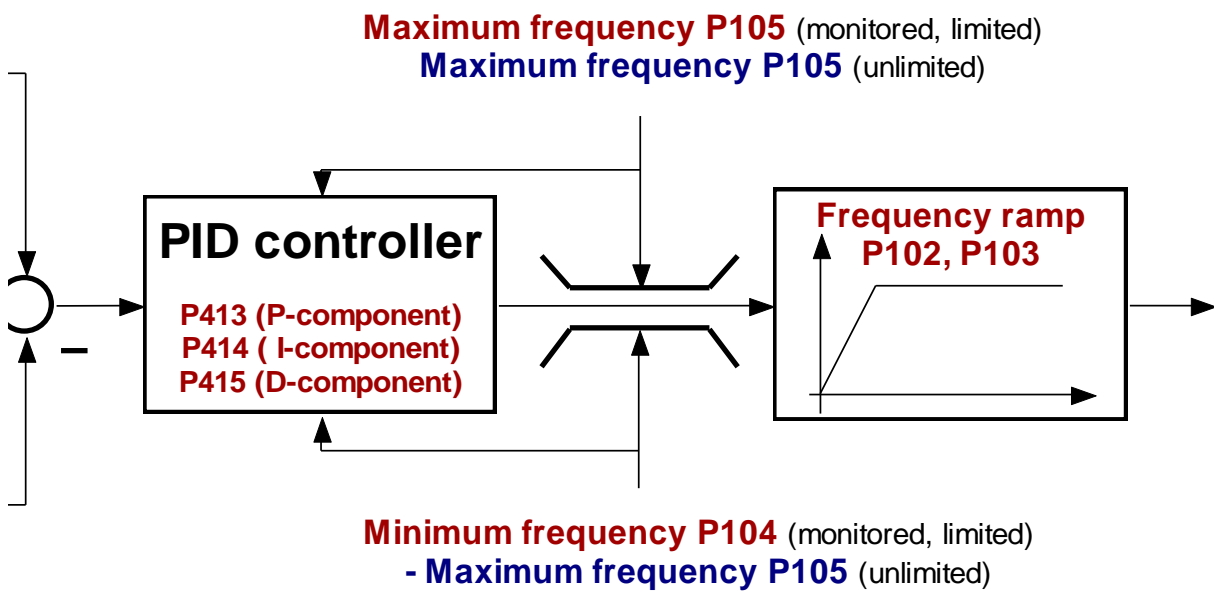 Maximum frequency P105 (monitored, limited)
Maximum frequency P105 (unlimited)
PID controller
P413 (P-component)
P414 ( I-component)
P415 (D-component)
Frequency ramp
P102, P103
–
Minimum frequency P104 (monitored, limited)
- Maximum frequency P105 (unlimited)